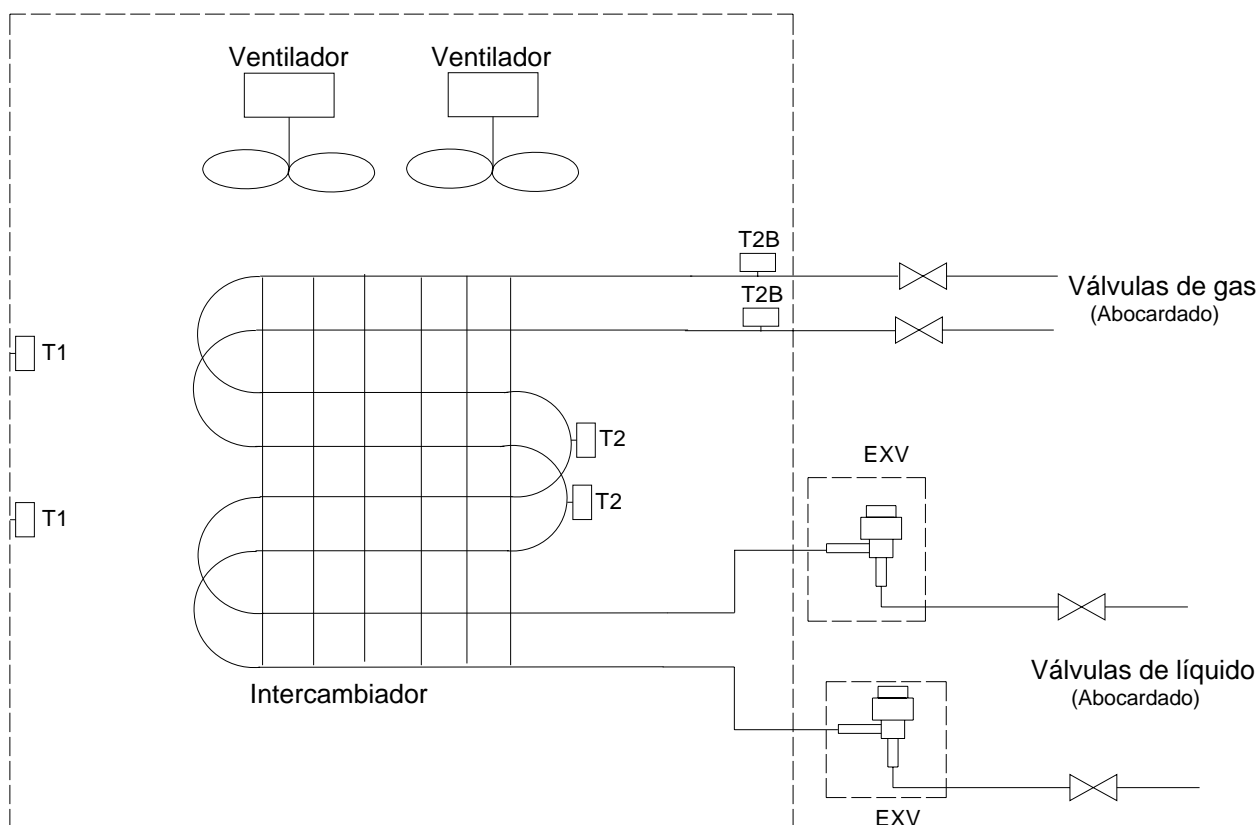 Ventilador
Ventilador
T2B
T2B
Válvulas de gas
(Abocardado)
T1
T2
EXV
T2
T1
Válvulas de líquido
(Abocardado)
Intercambiador
EXV